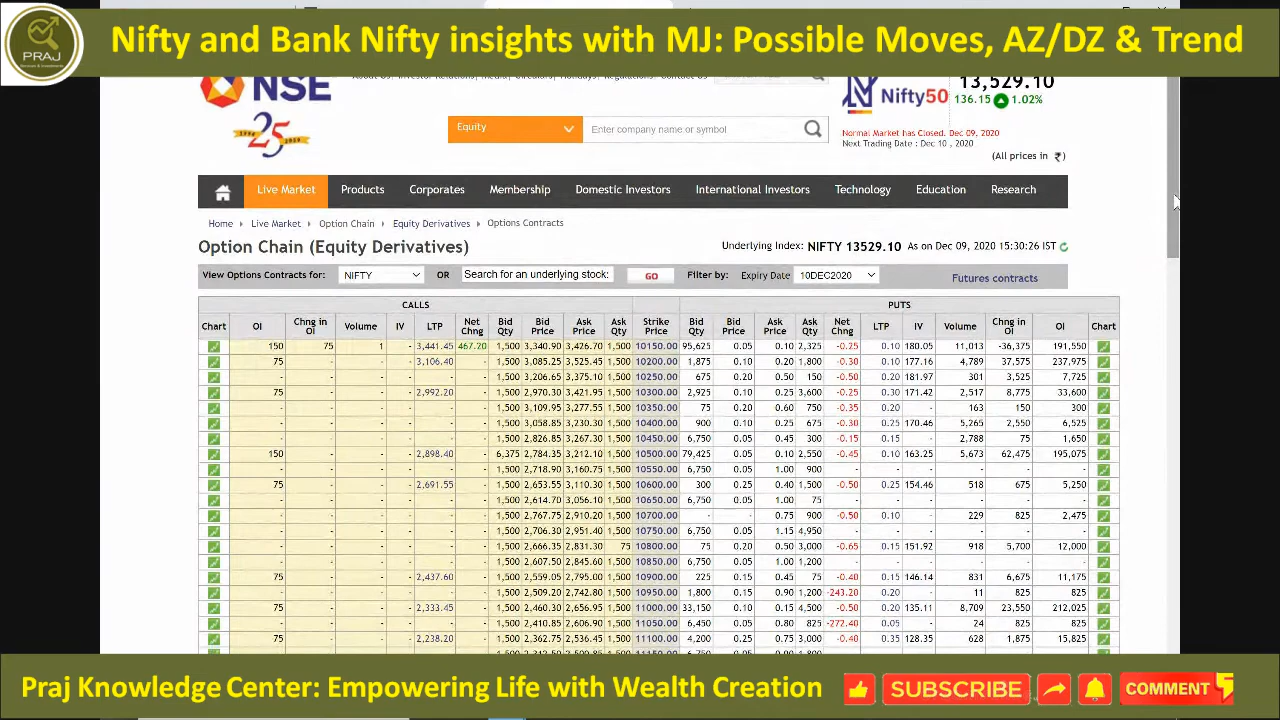 Nifty and Bank Nifty insights with MJ: Possible Moves, AZ/DZ & Trend
PRAJ
NSE
25
Equity
Enter company name or symbol
Nifty50
13,529.10
136.15 1.02%
Normal Market has Closed. Dec 09, 2020
Next Trading Date : Dec 10 , 2020
(All prices in ₹)
Live Market Products Corporates Membership Domestic Investors International Investors Technology Education Research
Home Live Market Option Chain Equity Derivatives Options Contracts
Option Chain (Equity Derivatives)
Underlying Index: NIFTY 13529.10 As on Dec 09, 2020 15:30:26 IST
View Options Contracts for: NIFTY OR Search for an underlying stock: GO Filter by: Expiry Date 10DEC2020 Futures contracts
CALLS PUTS
Chart OI Chng in OI Volume IV LTP Net Chng Bid Qty Bid Price Ask Price Ask Qty Strike Price Bid Qty Bid Price Ask Price Ask Qty Net Chng LTP IV Volume Chng in OI OI Chart
150 75 1 - 3,441.45 467.20 1,500 3,340.90 3,426.70 1,500 10150.00 95,625 0.05 0.10 2,325 -0.25 0.10 180.05 11,013 -36,375 191,550
75 - - - 3,106.40 - 1,500 3,085.25 3,525.45 1,500 10200.00 1,875 0.10 0.20 1,800 -0.30 0.10 177.16 4,789 37,575 237,975
- - - - - - 1,500 3,206.65 3,375.10 1,500 10250.00 675 0.20 0.50 150 -0.50 0.20 181.97 301 3,525 7,725
75 - - - 2,992.20 - 1,500 2,970.30 3,421.95 1,500 10300.00 2,925 0.10 0.25 3,600 -0.25 0.30 171.42 2,517 8,775 33,600
- - - - - - 1,500 3,109.95 3,277.55 1,500 10350.00 75 0.20 0.60 750 -0.35 0.20 - 163 150 300
- - - - - - 1,500 3,058.85 3,230.30 1,500 10400.00 900 0.10 0.25 675 -0.30 0.25 170.46 5,265 2,550 6,525
- - - - - - 1,500 2,826.85 3,267.30 1,500 10450.00 6,750 0.05 0.45 300 -0.15 0.15 - 2,788 75 1,650
150 - - - 2,898.40 - 6,375 2,784.35 3,212.10 1,500 10500.00 79,425 0.05 0.10 2,550 -0.45 0.10 163.25 5,673 62,475 195,075
- - - - - - 1,500 2,718.90 3,160.75 1,500 10550.00 6,750 0.05 1.00 900 - - - - - -
75 - - - 2,691.55 - 1,500 2,653.55 3,110.30 1,500 10600.00 300 0.25 0.40 1,500 -0.50 0.25 154.46 518 675 5,250
- - - - - - 1,500 2,614.70 3,056.10 1,500 10650.00 6,750 0.05 1.00 75 - - - - - -
- - - - - - 1,500 2,767.75 2,910.20 1,500 10700.00 - - 0.75 900 -0.50 0.10 - 229 825 2,475
- - - - - - 1,500 2,706.30 2,951.40 1,500 10750.00 6,750 0.05 1.15 4,950 - - - - - -
- - - - - - 1,500 2,666.35 2,831.30 75 10800.00 75 0.20 0.50 3,000 -0.65 0.15 151.92 918 5,700 12,000
- - - - - - 1,500 2,607.50 2,845.60 1,500 10850.00 6,750 0.05 1.00 1,200 - - - - - -
75 - - - 2,437.60 - 1,500 2,559.05 2,795.00 1,500 10900.00 225 0.15 0.45 75 -0.40 0.15 146.14 831 6,675 11,175
- - - - - - 1,500 2,509.20 2,742.80 1,500 10950.00 1,800 0.15 0.90 1,200 -243.20 0.20 - 11 825 825
75 - - - 2,333.45 - 1,500 2,460.30 2,656.95 1,500 11000.00 33,150 0.10 0.15 4,500 -0.50 0.20 135.11 8,709 23,550 212,025
- - - - - - 1,500 2,410.85 2,606.90 1,500 11050.00 6,450 0.05 0.80 825 -272.40 0.05 - 24 825 825
75 - - - 2,238.20 - 1,500 2,362.75 2,536.45 1,500 11100.00 4,200 0.25 0.75 3,000 -0.40 0.35 128.35 628 1,875 15,825
Praj Knowledge Center: Empowering Life with Wealth Creation
SUBSCRIBE
COMMENT